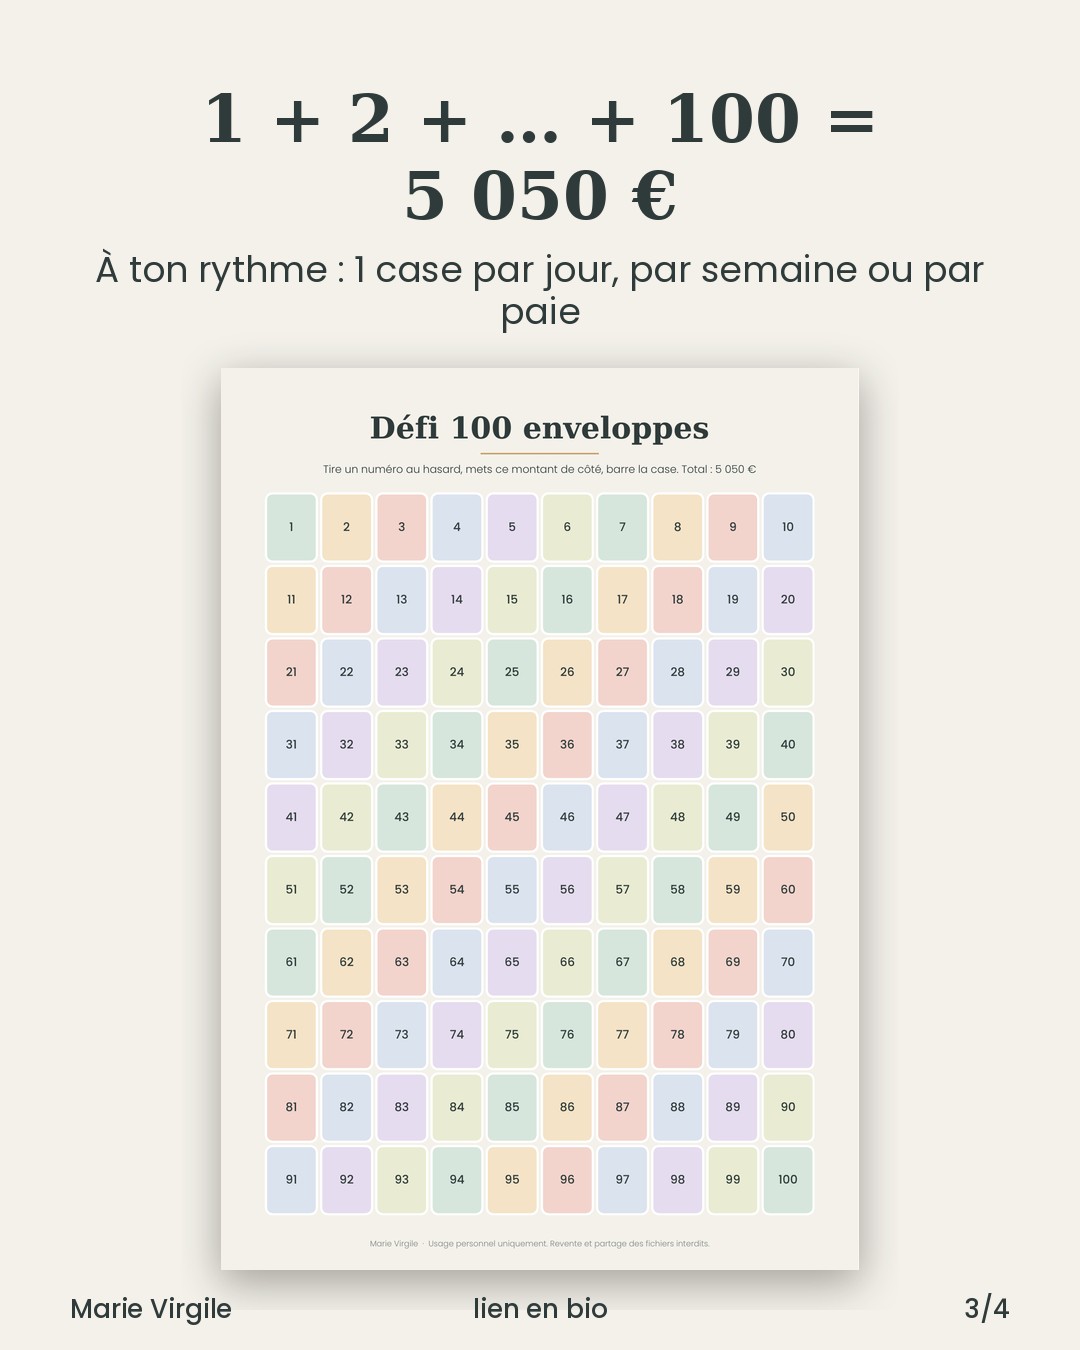 1 + 2 + … + 100 =
5 050 €
À ton rythme : 1 case par jour, par semaine ou par
paie
Défi 100 enveloppes
Tire un numéro au hasard, mets ce montant de côté, barre la case. Total : 5 050 €
1 2 3 4 5 6 7 8 9 10
11 12 13 14 15 16 17 18 19 20
21 22 23 24 25 26 27 28 29 30
31 32 33 34 35 36 37 38 39 40
41 42 43 44 45 46 47 48 49 50
51 52 53 54 55 56 57 58 59 60
61 62 63 64 65 66 67 68 69 70
71 72 73 74 75 76 77 78 79 80
81 82 83 84 85 86 87 88 89 90
91 92 93 94 95 96 97 98 99 100
Marie Virgile · Usage personnel uniquement. Revente et partage des fichiers interdits.
Marie Virgile lien en bio 3/4